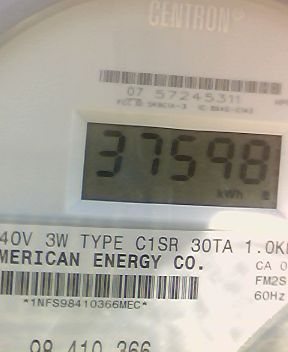 CENTRON®
07 57245311
37598
kWh
40V 3W TYPE C1SR 30TA 1.0K
MERICAN ENERGY CO.
CA 0
FM2S
60Hz
*1NFS98410366MEC*
98 410 366